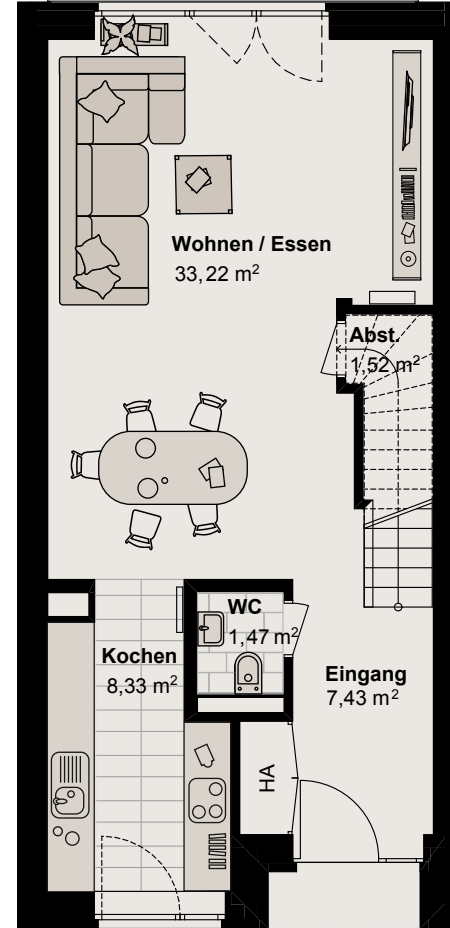 Wohnen / Essen
33,22 m²
Abst.
1,52 m²
WC
1,47 m²
Kochen
8,33 m²
Eingang
7,43 m²
HA